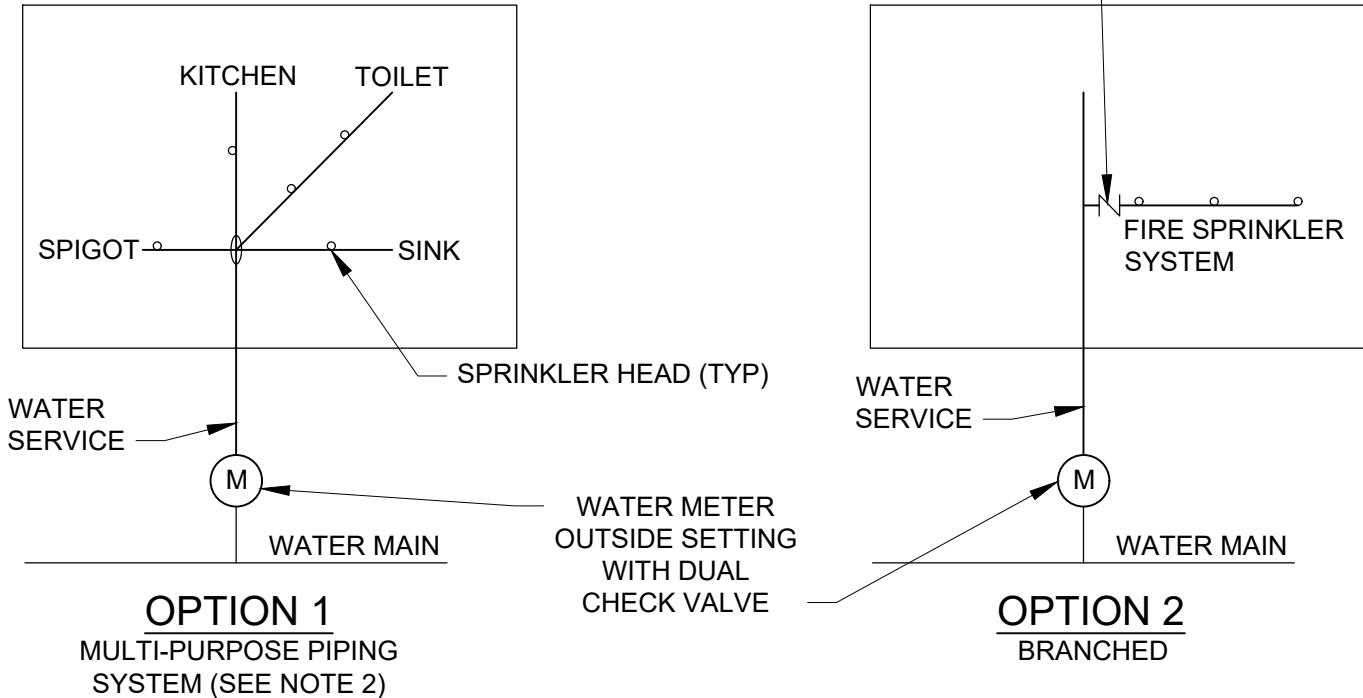 KITCHEN
TOILET
SPIGOT
SINK
SPRINKLER HEAD (TYP)
WATER
SERVICE
M
WATER MAIN
OPTION 1
MULTI-PURPOSE PIPING
SYSTEM (SEE NOTE 2)
WATER METER
OUTSIDE SETTING
WITH DUAL
CHECK VALVE
FIRE SPRINKLER
SYSTEM
WATER
SERVICE
M
WATER MAIN
OPTION 2
BRANCHED